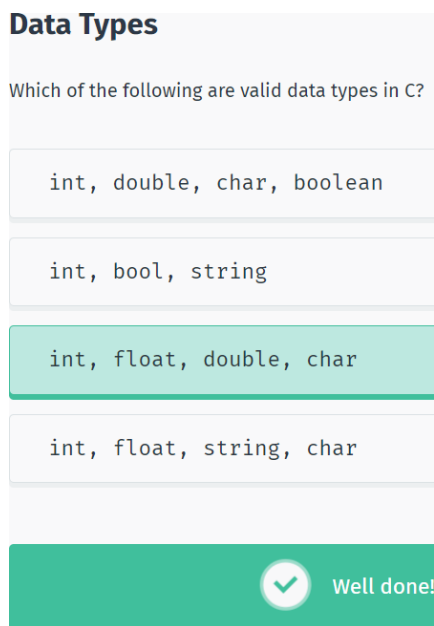 Data Types
Which of the following are valid data types in C?
int, double, char, boolean
int, bool, string
int, float, double, char
int, float, string, char
Well done!